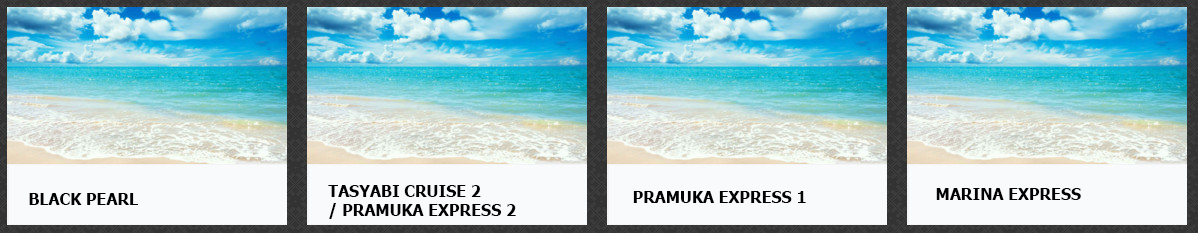 BLACK PEARL
TASYABI CRUISE 2
/ PRAMUKA EXPRESS 2
PRAMUKA EXPRESS 1
MARINA EXPRESS